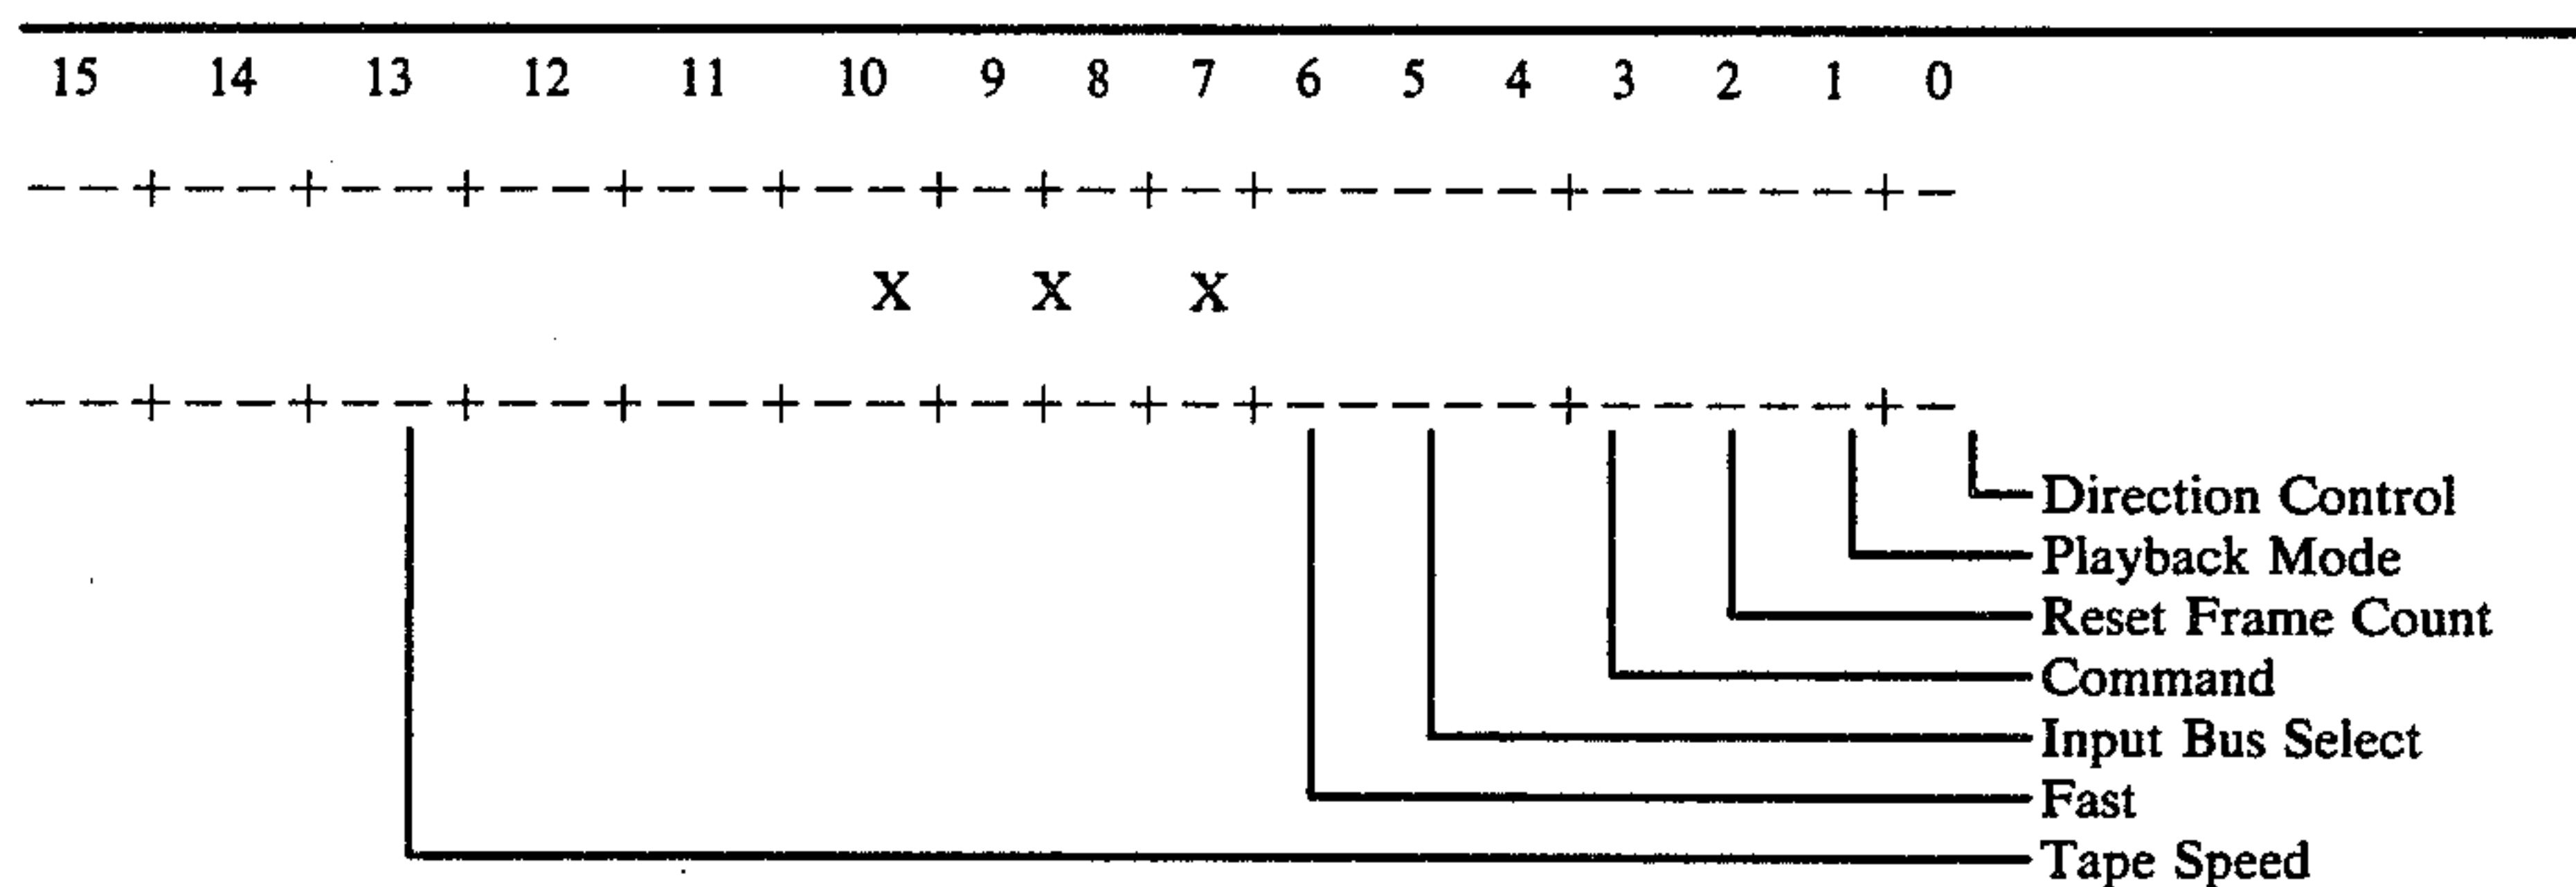 15 14 13 12 11 10 9 8 7 6 5 4 3 2 1 0
X X X
Direction Control
Playback Mode
Reset Frame Count
Command
Input Bus Select
Fast
Tape Speed